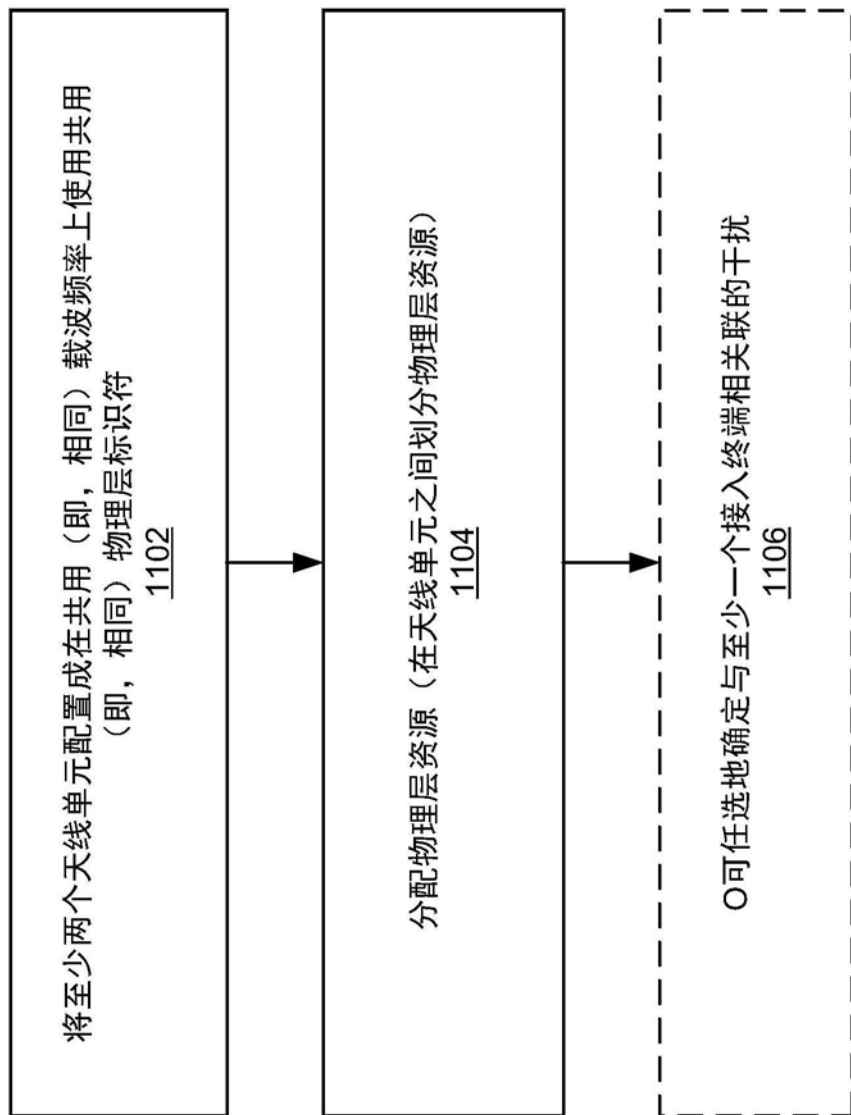 将至少两个天线单元配置成在共用（即，相同）载波频率上使用共用
（即，相同）物理层标识符
1102
分配物理层资源（在天线单元之间划分物理层资源）
1104
O可任选地确定与至少一个接入终端相关联的干扰
1106